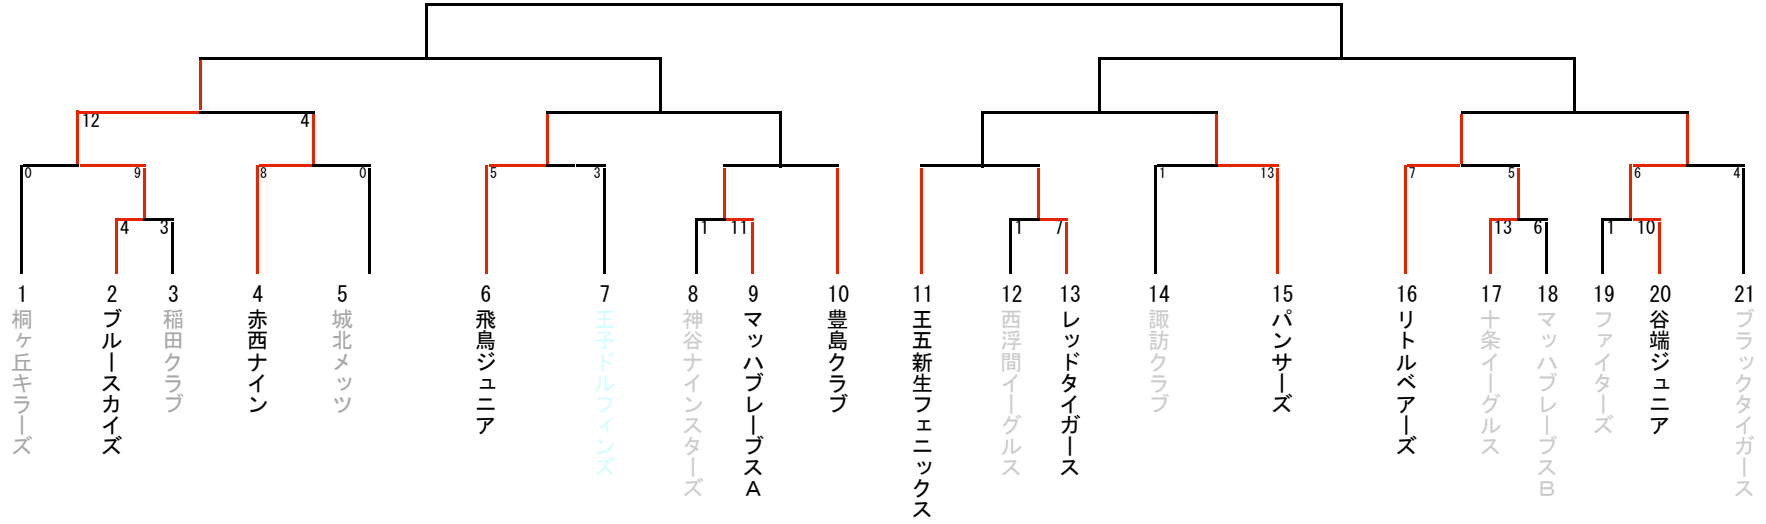 12 4
0 9 8 0 5 3 1 13 7 5 6 4
4 3 1 11 1 7 13 6 1 10
1 2 3 4 5 6 7 8 9 10 11 12 13 14 15 16 17 18 19 20 21
桐ヶ丘キラーズ
ブルースカイズ
稲田クラブ
赤西ナイン
城北メッツ
飛鳥ジュニア
王子ドルフィンズ
神谷ナインスターズ
マッハブレーブスA
豊島クラブ
王五新生フェニックス
西浮間イーグルス
レッドタイガース
諏訪クラブ
パンサーズ
リトルベアーズ
十条イーグルス
マッハブレーブスB
ファイターズ
谷端ジュニア
ブラックタイガース